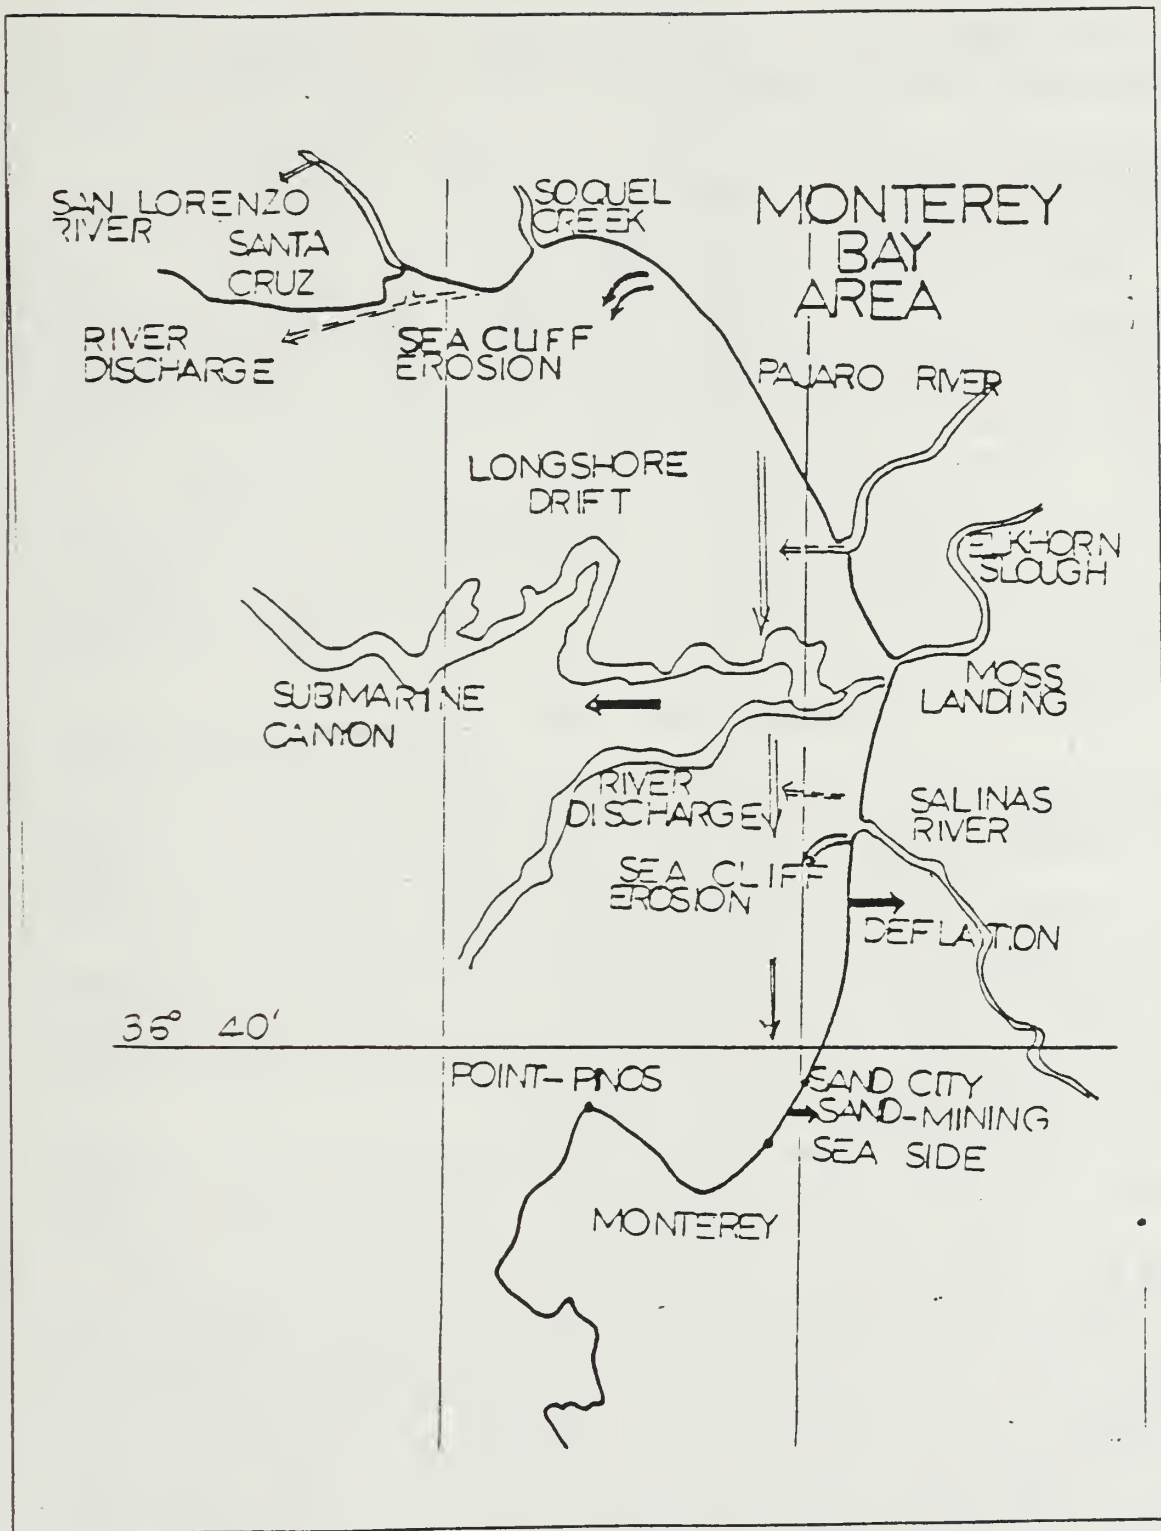 SAN LORENZO
RIVER
SANTA
CRUZ
SOQUEL
CREEK
MONTEREY
BAY
AREA
RIVER
DISCHARGE
SEA CLIFF
EROSION
PAJARO RIVER
LONGSHORE
DRIFT
ELKHORN
SLOUGH
SUBMARINE
CANYON
MOSS
LANDING
RIVER
DISCHARGE
SALINAS
RIVER
SEA CLIFF
EROSION
DEFLATION
36° 40'
POINT-PINOS
SAND CITY
SAND-MINING
SEA SIDE
MONTEREY